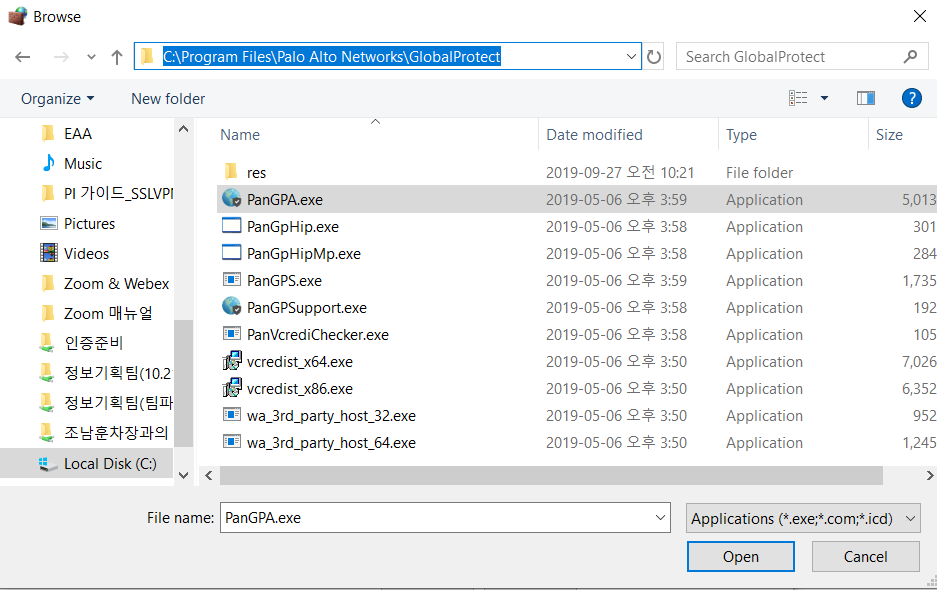 Browse
C:\Program Files\Palo Alto Networks\GlobalProtect
Search GlobalProtect
Organize
New folder
?
EAA
Music
PI 가이드_SSLVPN
Pictures
Videos
Zoom & Webex
Zoom 매뉴얼
인증준비
정보기획팀(10.2
정보기획팀(팀파
조남훈차장과의
Local Disk (C:)
Name Date modified Type Size
res 2019-09-27 오전 10:21 File folder
PanGPA.exe 2019-05-06 오후 3:59 Application 5,013
PanGpHip.exe 2019-05-06 오후 3:58 Application 301
PanGpHipMp.exe 2019-05-06 오후 3:58 Application 284
PanGPS.exe 2019-05-06 오후 3:59 Application 1,735
PanGPSupport.exe 2019-05-06 오후 3:58 Application 192
PanVcrediChecker.exe 2019-05-06 오후 3:58 Application 105
vcredist_x64.exe 2019-05-06 오후 3:50 Application 7,026
vcredist_x86.exe 2019-05-06 오후 3:50 Application 6,352
wa_3rd_party_host_32.exe 2019-05-06 오후 3:50 Application 952
wa_3rd_party_host_64.exe 2019-05-06 오후 3:50 Application 1,245
File name: PanGPA.exe
Applications (*.exe;*.com;*.icd)
Open
Cancel